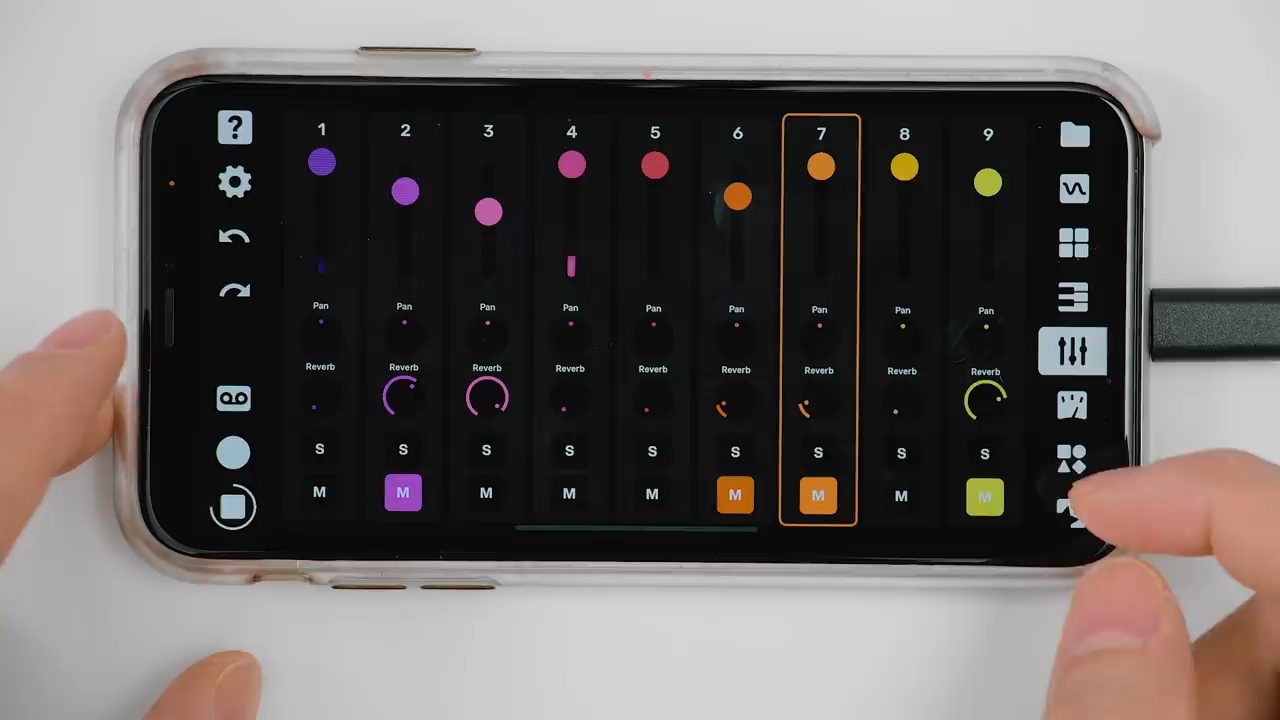 ?
1 2 3 4 5 6 7 8 9
Pan Pan Pan Pan Pan Pan Pan Pan Pan
Reverb Reverb Reverb Reverb Reverb Reverb Reverb Reverb Reverb
S S S S S S S S S
M M M M M M M M M